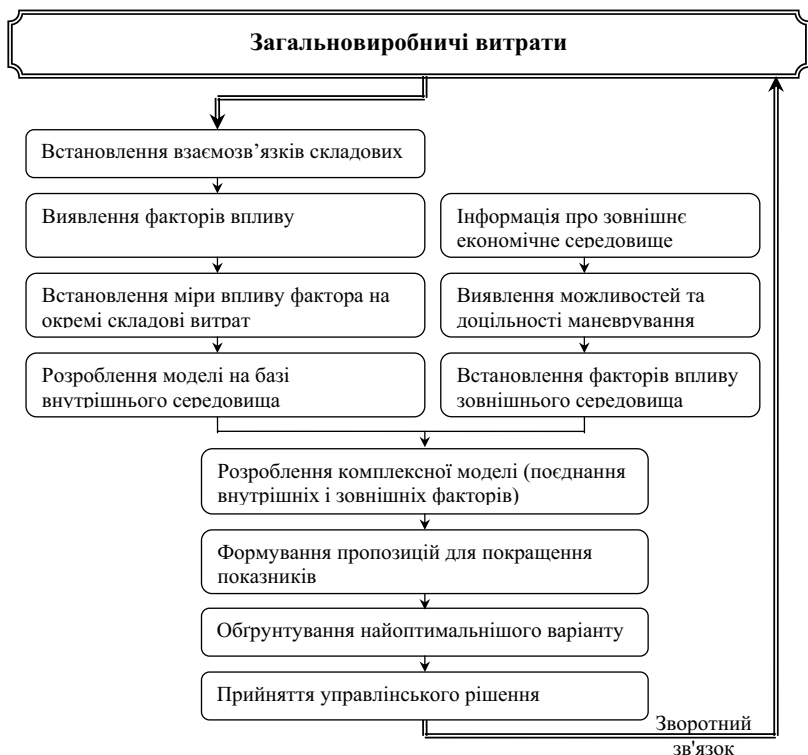 Загальновиробничі витрати
Встановлення взаємозв’язків складових
Виявлення факторів впливу
Встановлення міри впливу фактора на
окремі складові витрат
Розроблення моделі на базі
внутрішнього середовища
Інформація про зовнішнє
економічне середовище
Виявлення можливостей та
доцільності маневрування
Встановлення факторів впливу
зовнішнього середовища
Розроблення комплексної моделі (поєднання
внутрішніх і зовнішніх факторів)
Формування пропозицій для покращення
показників
Обґрунтування найоптимальнішого варіанту
Прийняття управлінського рішення
Зворотний
зв'язок